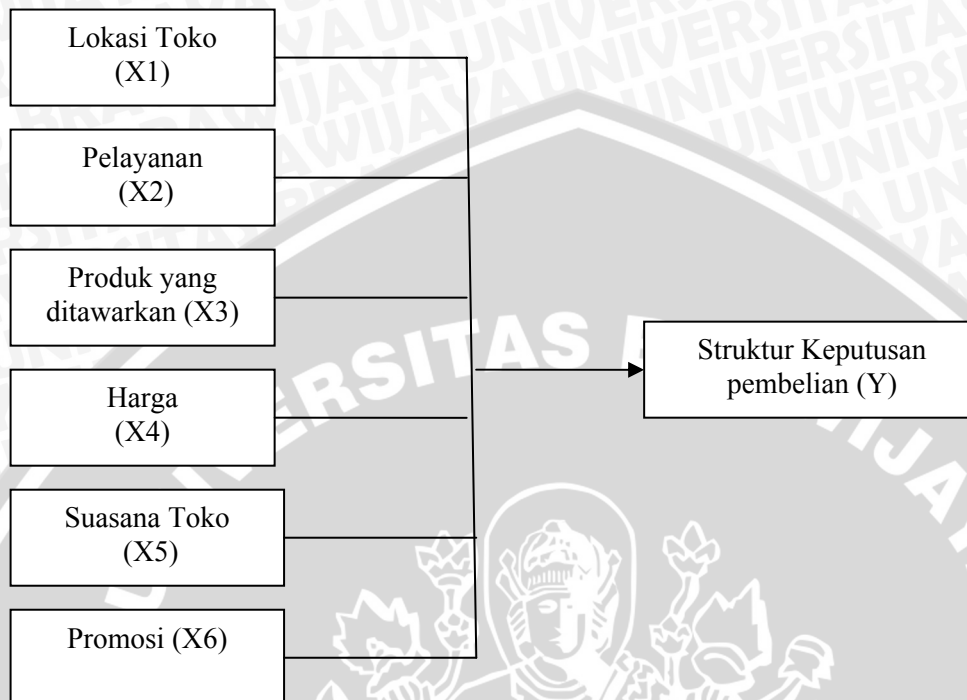 Lokasi Toko
(X1)
Pelayanan
(X2)
Produk yang
ditawarkan (X3)
Harga
(X4)
Suasana Toko
(X5)
Promosi (X6)
Struktur Keputusan
pembelian (Y)